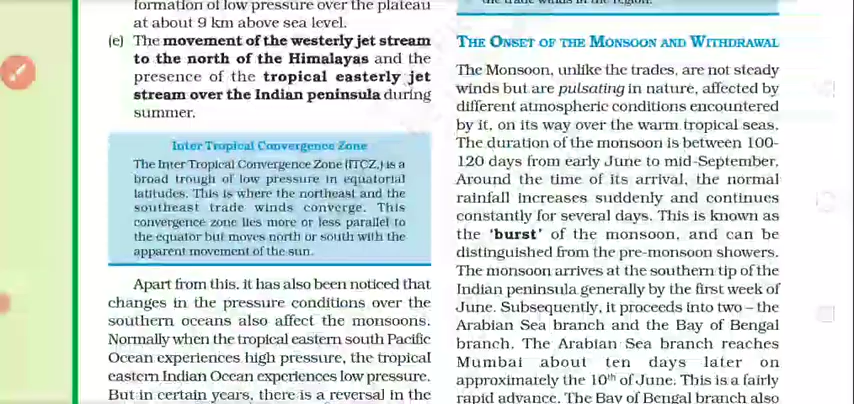 formation of low pressure over the plateau
at about 9 km above sea level.
(e) The movement of the westerly jet stream
to the north of the Himalayas and the
presence of the tropical easterly jet
stream over the Indian peninsula during
summer.
Inter Tropical Convergence Zone
The Inter Tropical Convergence Zone (ITCZ,) is a
broad trough of low pressure in equatorial
latitudes. This is where the northeast and the
southeast trade winds converge. This
convergence zone lies more or less parallel to
the equator but moves north or south with the
apparent movement of the sun.
Apart from this, it has also been noticed that
changes in the pressure conditions over the
southern oceans also affect the monsoons.
Normally when the tropical eastern south Pacific
Ocean experiences high pressure, the tropical
eastern Indian Ocean experiences low pressure.
But in certain years, there is a reversal in the
the trade winds in the region.
THE ONSET OF THE MONSOON AND WITHDRAWAL
The Monsoon, unlike the trades, are not steady
winds but are pulsating in nature, affected by
different atmospheric conditions encountered
by it, on its way over the warm tropical seas.
The duration of the monsoon is between 100-
120 days from early June to mid-September.
Around the time of its arrival, the normal
rainfall increases suddenly and continues
constantly for several days. This is known as
the 'burst' of the monsoon, and can be
distinguished from the pre-monsoon showers.
The monsoon arrives at the southern tip of the
Indian peninsula generally by the first week of
June. Subsequently, it proceeds into two – the
Arabian Sea branch and the Bay of Bengal
branch. The Arabian Sea branch reaches
Mumbai about ten days later on
approximately the 10th of June. This is a fairly
rapid advance. The Bay of Bengal branch also